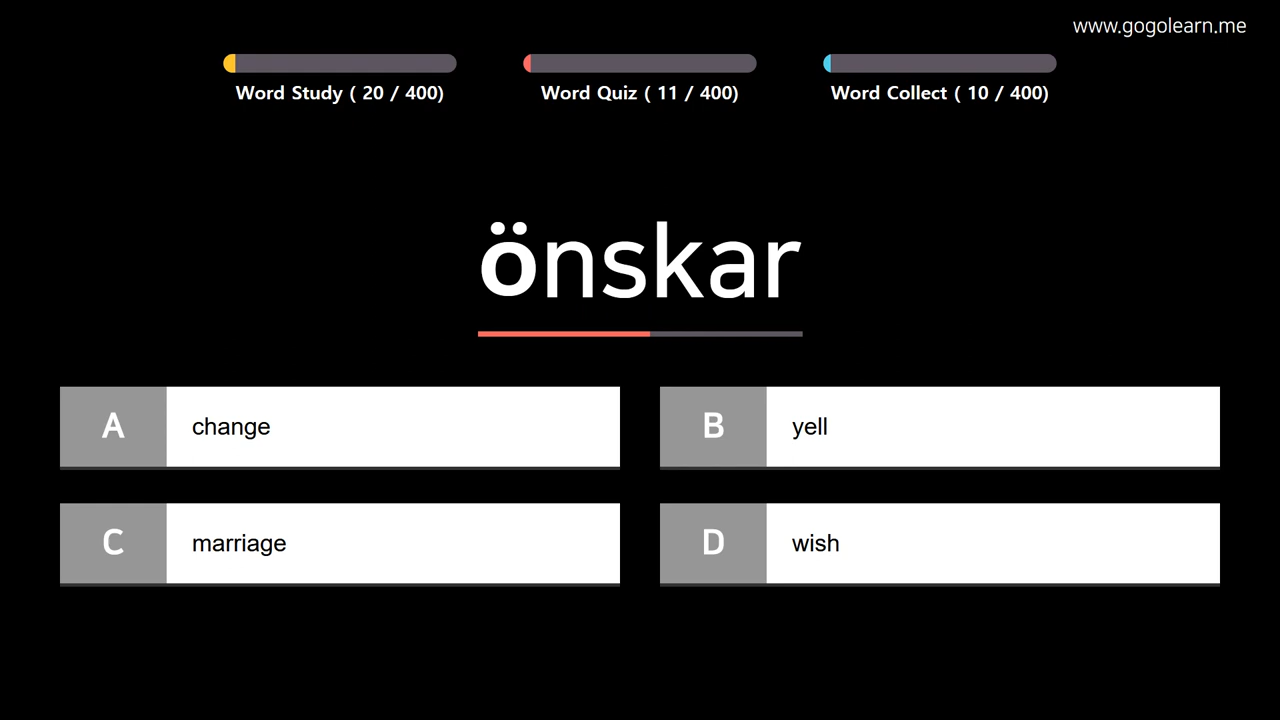 www.gogolearn.me
Word Study ( 20 / 400)
Word Quiz ( 11 / 400)
Word Collect ( 10 / 400)
önskar
A change
B yell
C marriage
D wish